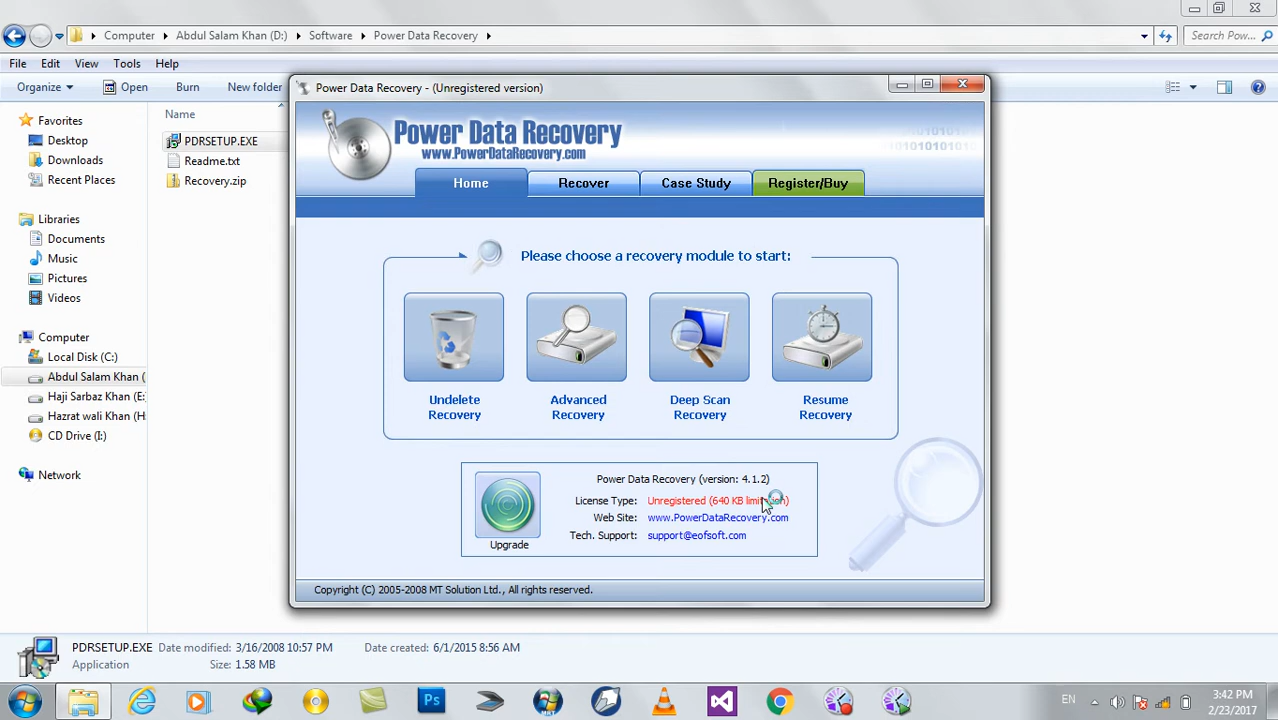 Computer Abdul Salam Khan (D:) Software Power Data Recovery
Search Pow...
File Edit View Tools Help
Organize Open Burn New folder
Favorites
Desktop
Downloads
Recent Places
Libraries
Documents
Music
Pictures
Videos
Computer
Local Disk (C:)
Abdul Salam Khan (
Haji Sarbaz Khan (E:
Hazrat wali Khan (H:
CD Drive (I:)
Network
Name
PDRSETUP.EXE
Readme.txt
Recovery.zip
Power Data Recovery - (Unregistered version)
Power Data Recovery
www.PowerDataRecovery.com
Home Recover Case Study Register/Buy
Please choose a recovery module to start:
Undelete Recovery
Advanced Recovery
Deep Scan Recovery
Resume Recovery
Upgrade
Power Data Recovery (version: 4.1.2)
License Type: Unregistered (640 KB limitation)
Web Site: www.PowerDataRecovery.com
Tech. Support: support@eofsoft.com
Copyright (C) 2005-2008 MT Solution Ltd., All rights reserved.
PDRSETUP.EXE Date modified: 3/16/2008 10:57 PM Date created: 6/1/2015 8:56 AM
Application Size: 1.58 MB
Ps
EN
3:42 PM
2/23/2017